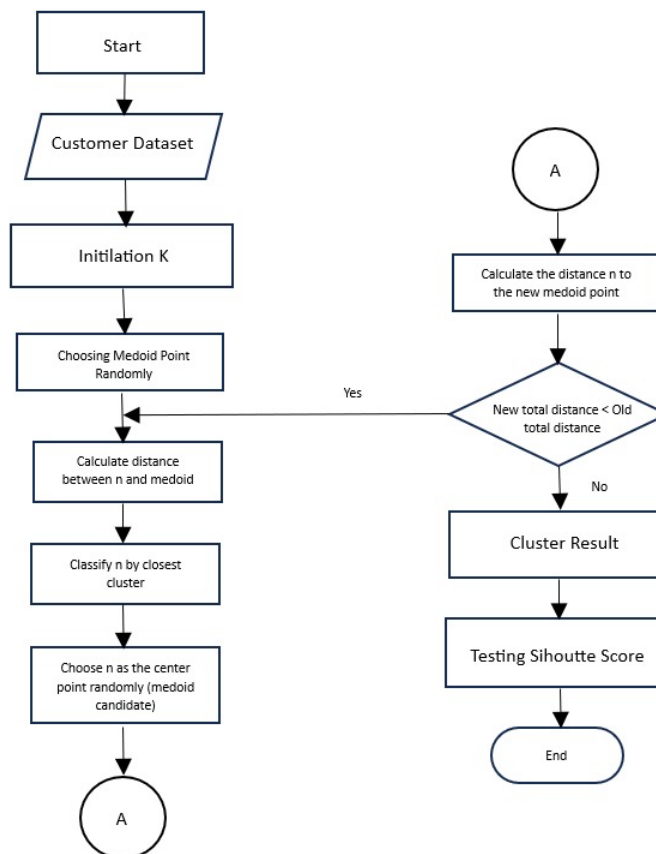 Start
Customer Dataset
Initilation K
Choosing Medoid Point
Randomly
Calculate distance
between n and medoid
Classify n by closest
cluster
Choose n as the center
point randomly (medoid
candidate)
A
A
Calculate the distance n to
the new medoid point
New total distance < Old
total distance
Yes
No
Cluster Result
Testing Sihoutte Score
End